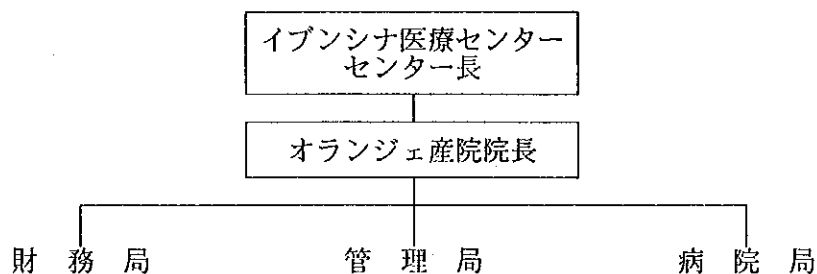 イブンシナ医療センター
センター長
オランジェ産院院長
財務局
管理局
病院局